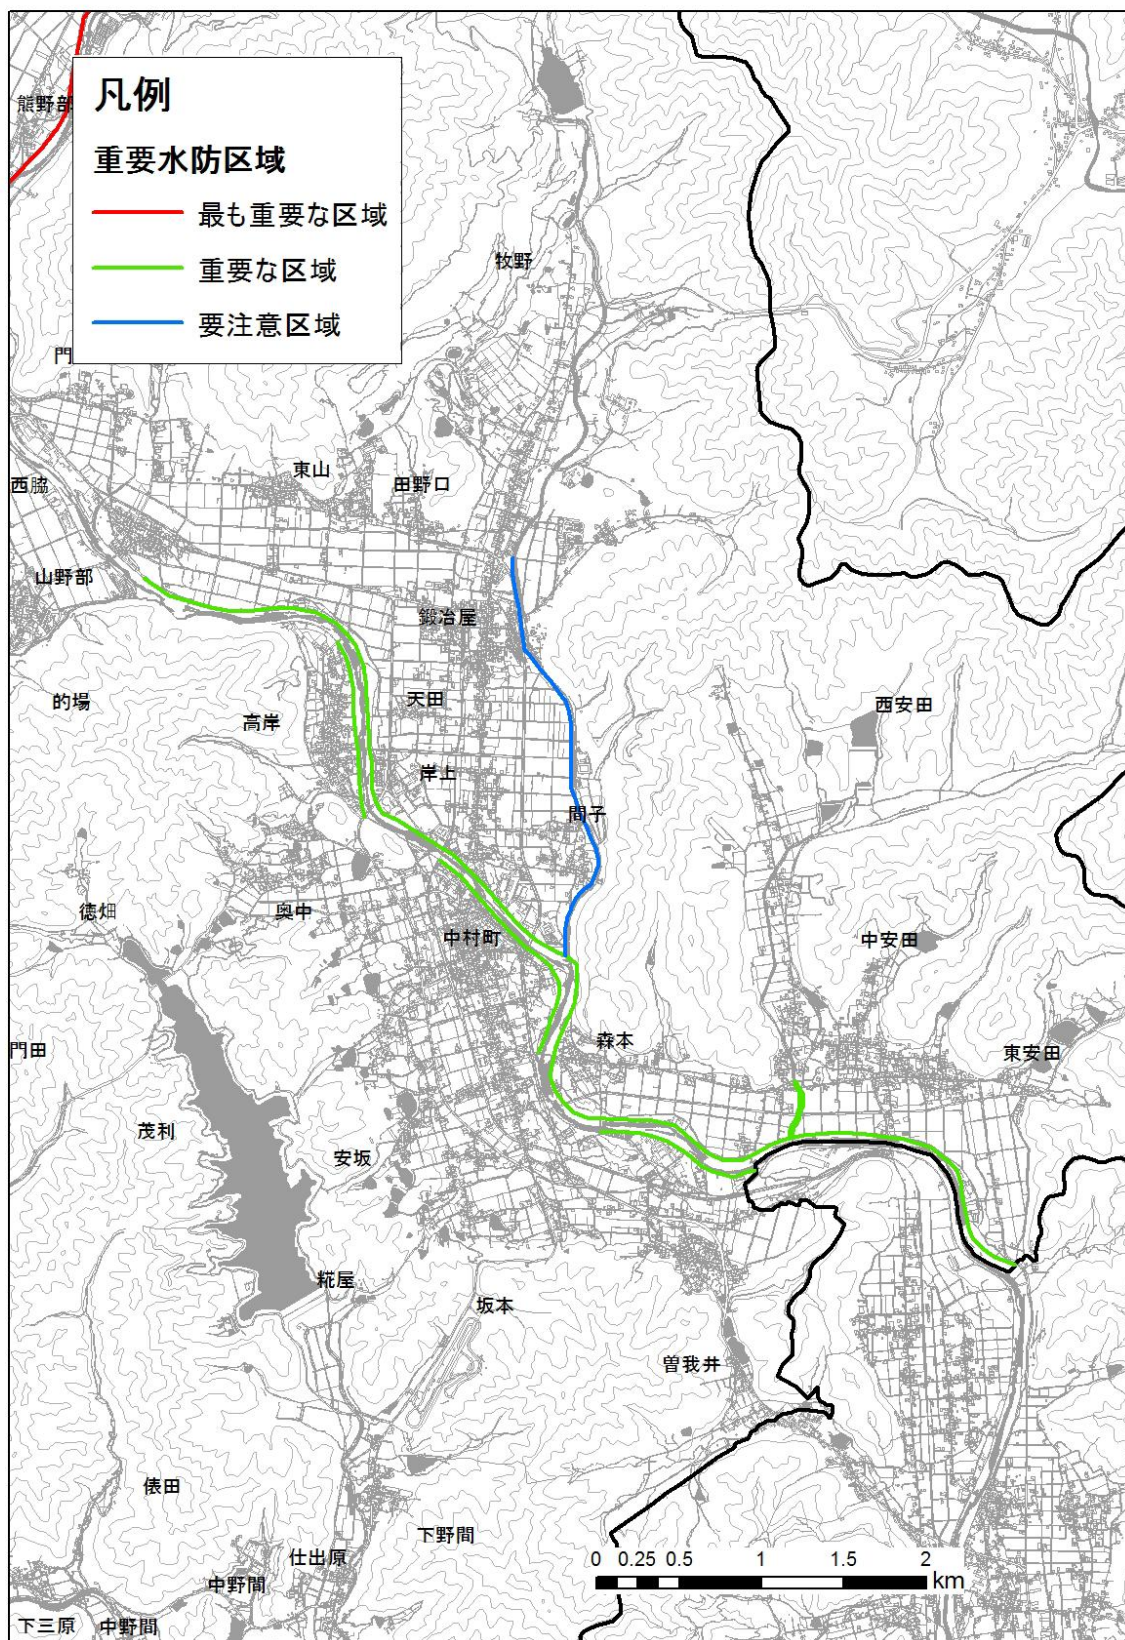 熊野部
凡例
重要水防区域
最も重要な区域
重要な区域
要注意区域
牧野
門
東山
田野口
西脇
山野部
鍛冶屋
的場
天田
西安田
高岸
岸上
間子
徳畑
奥中
中村町
中安田
門田
森本
東安田
茂利
安坂
糀屋
坂本
曽我井
俵田
下野間
仕出原
中野間
下三原
中野間
0 0.25 0.5 1 1.5 2
km